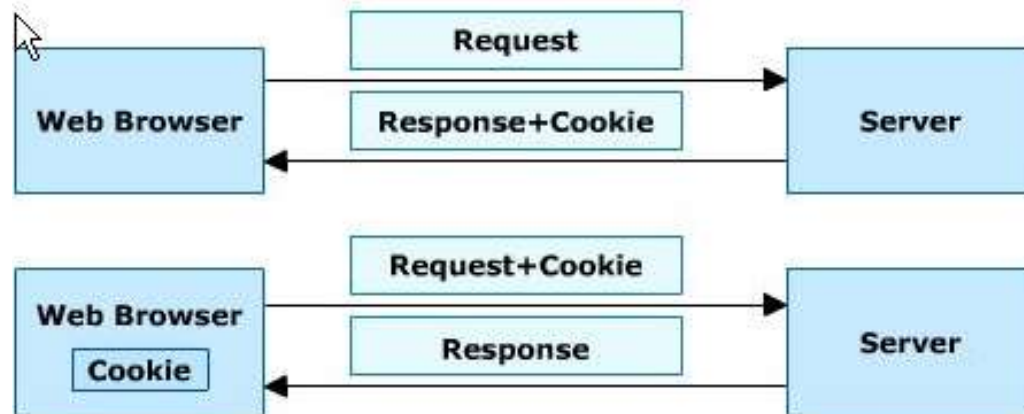 Request
Web Browser
Response+Cookie
Server
Request+Cookie
Web Browser
Cookie
Response
Server